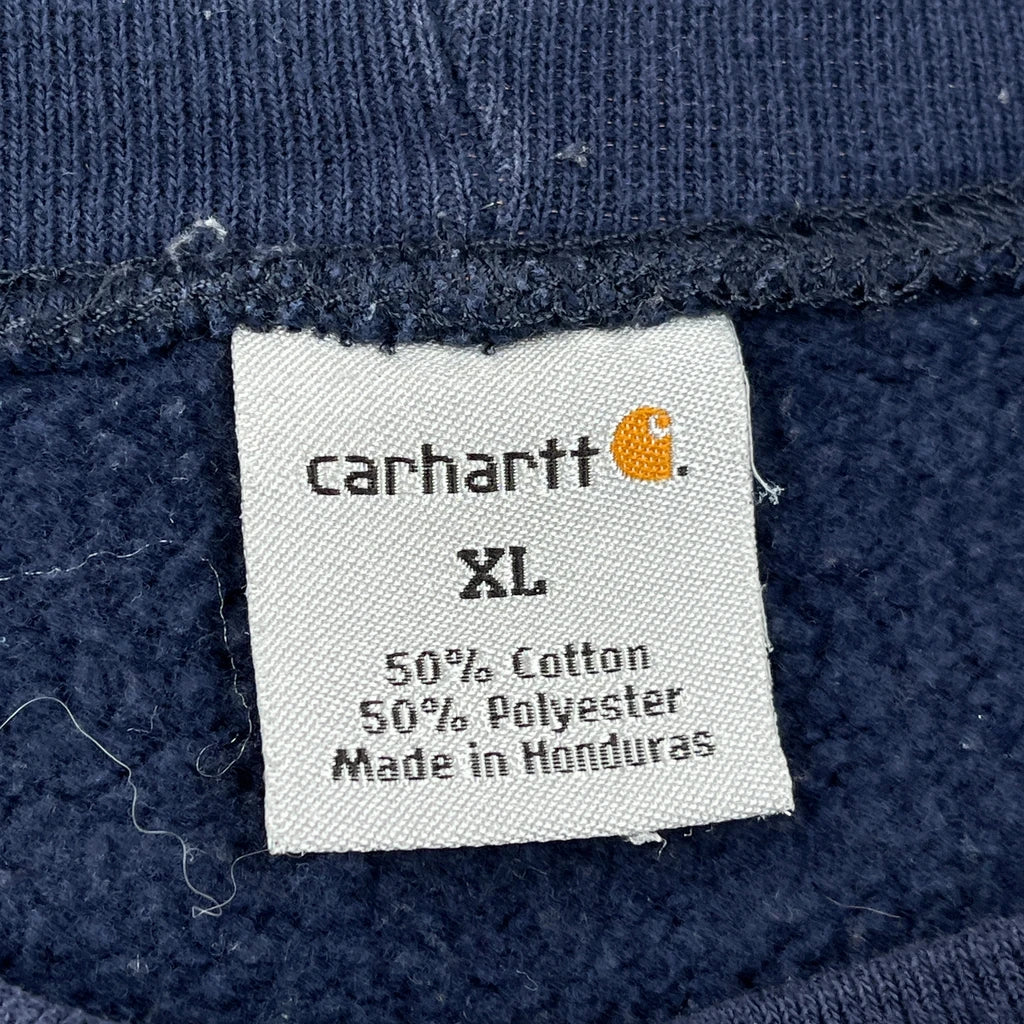 carhartt.
XL
50% Cotton
50% Polyester
Made in Honduras